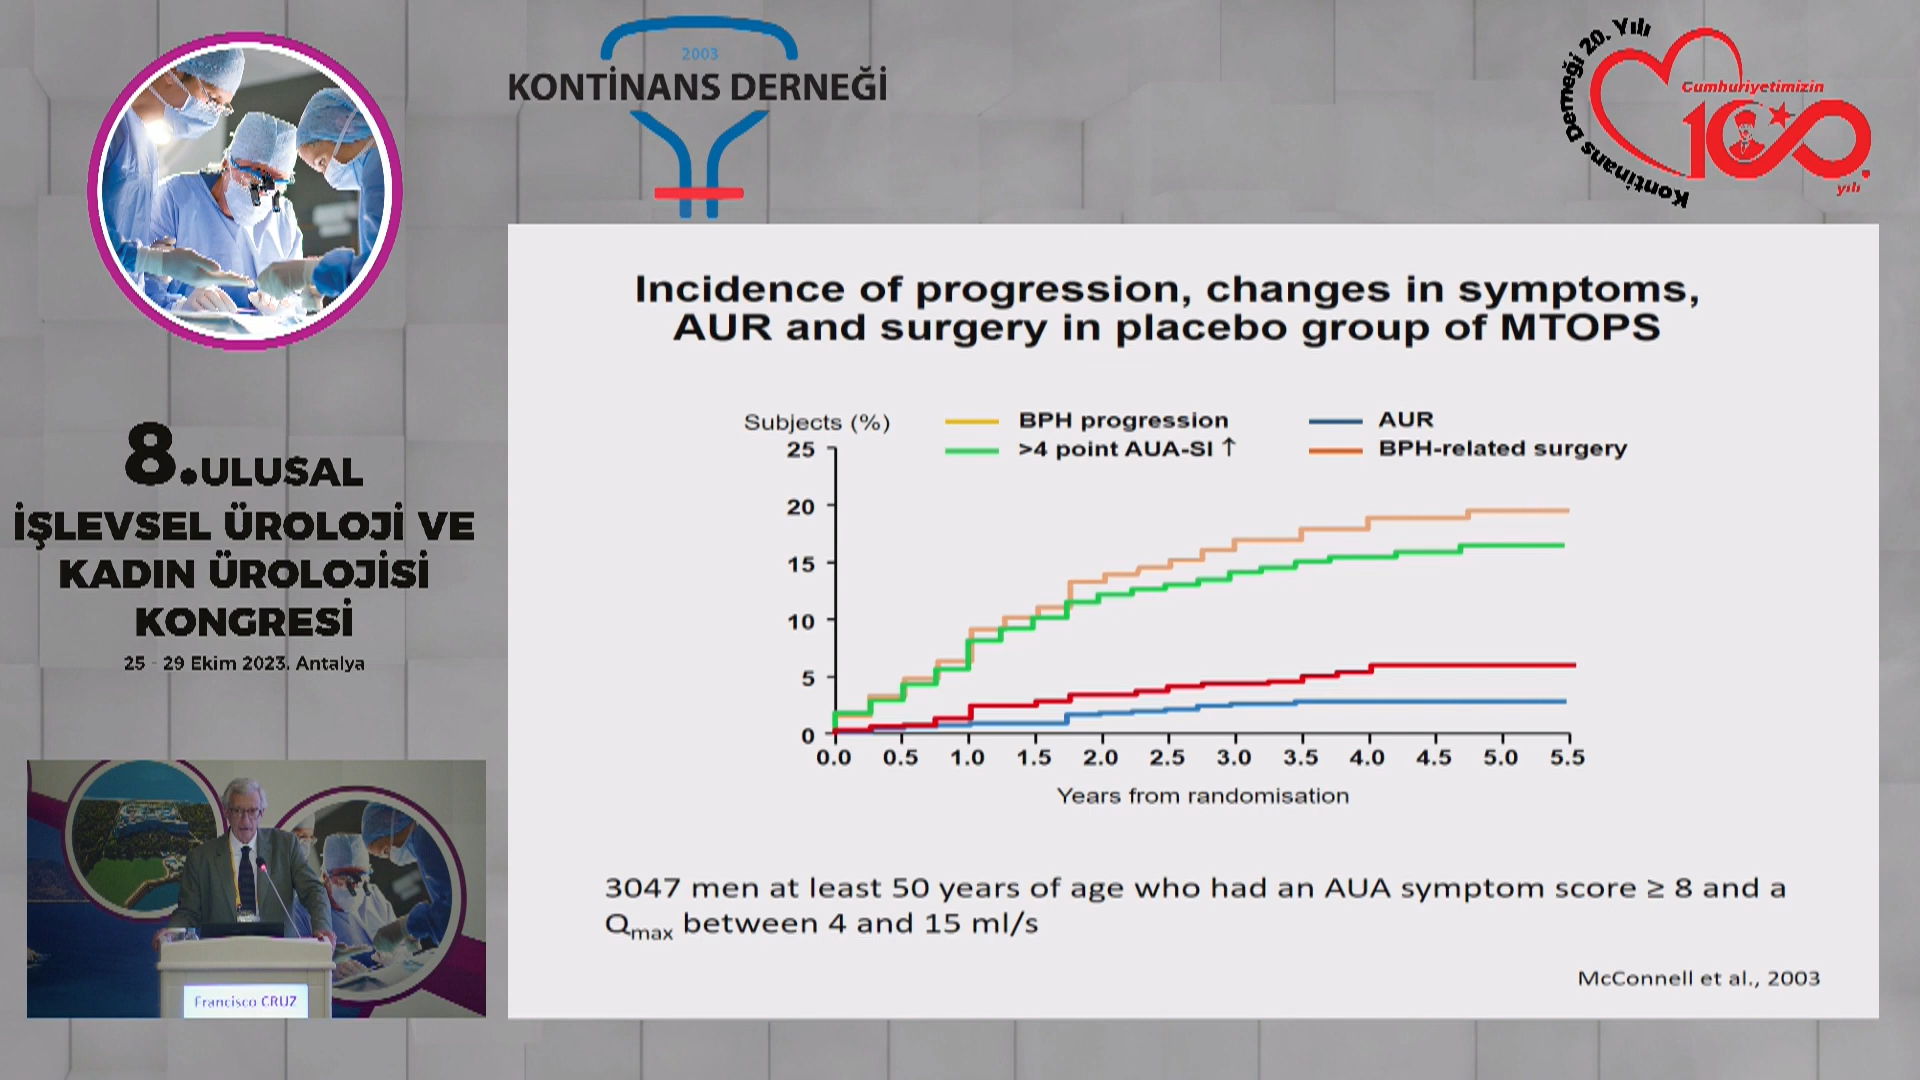 2003
KONTİNANS DERNEĞİ
Kontinans Derneği 20. Yılı
Cumhuriyetimizin
100.
yılı
8.ULUSAL
İŞLEVSEL ÜROLOJİ VE
KADIN ÜROLOJİSİ
KONGRESİ
25 - 29 Ekim 2023. Antalya
Francisco CRUZ
Incidence of progression, changes in symptoms,
AUR and surgery in placebo group of MTOPS
Subjects (%)
BPH progression
AUR
>4 point AUA-SI ↑
BPH-related surgery
25
20
15
10
5
0
0.0 0.5 1.0 1.5 2.0 2.5 3.0 3.5 4.0 4.5 5.0 5.5
Years from randomisation
3047 men at least 50 years of age who had an AUA symptom score ≥ 8 and a
Qmax between 4 and 15 ml/s
McConnell et al., 2003